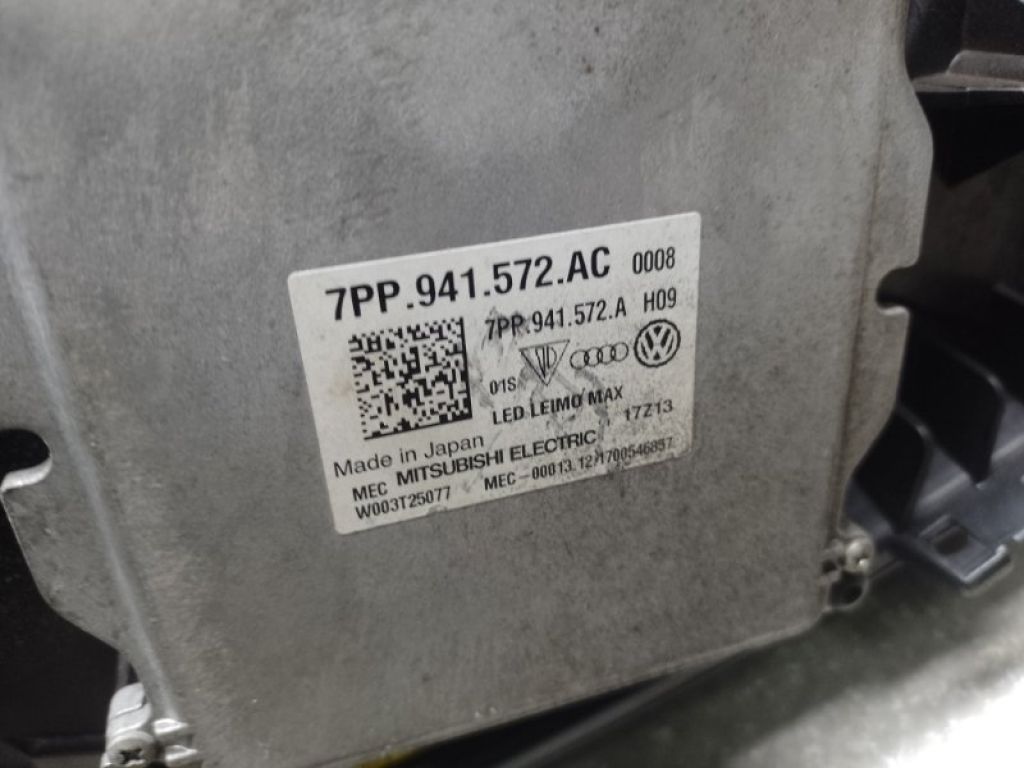 7PP.941.572.AC 0008
7PP.941.572.A H09
01S
LED LEIMO MAX 17Z13
Made in Japan
MEC MITSUBISHI ELECTRIC
W003T25077 MEC-00013.12/1700546857